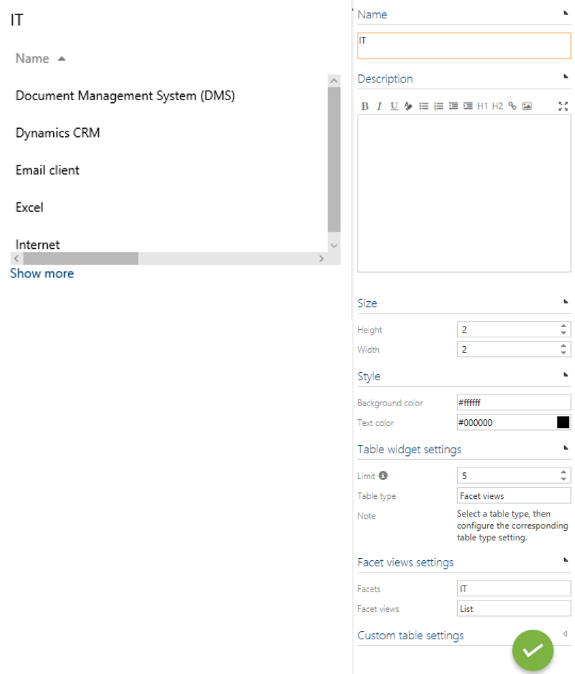 IT
Name
Document Management System (DMS)
Dynamics CRM
Email client
Excel
Internet
Show more
Name
IT
Description
B I U H1 H2
Size
Height 2
Width 2
Style
Background color #ffffff
Text color #000000
Table widget settings
Limit 5
Table type Facet views
Note Select a table type, then
configure the corresponding
table type setting.
Facet views settings
Facets IT
Facet views List
Custom table settings